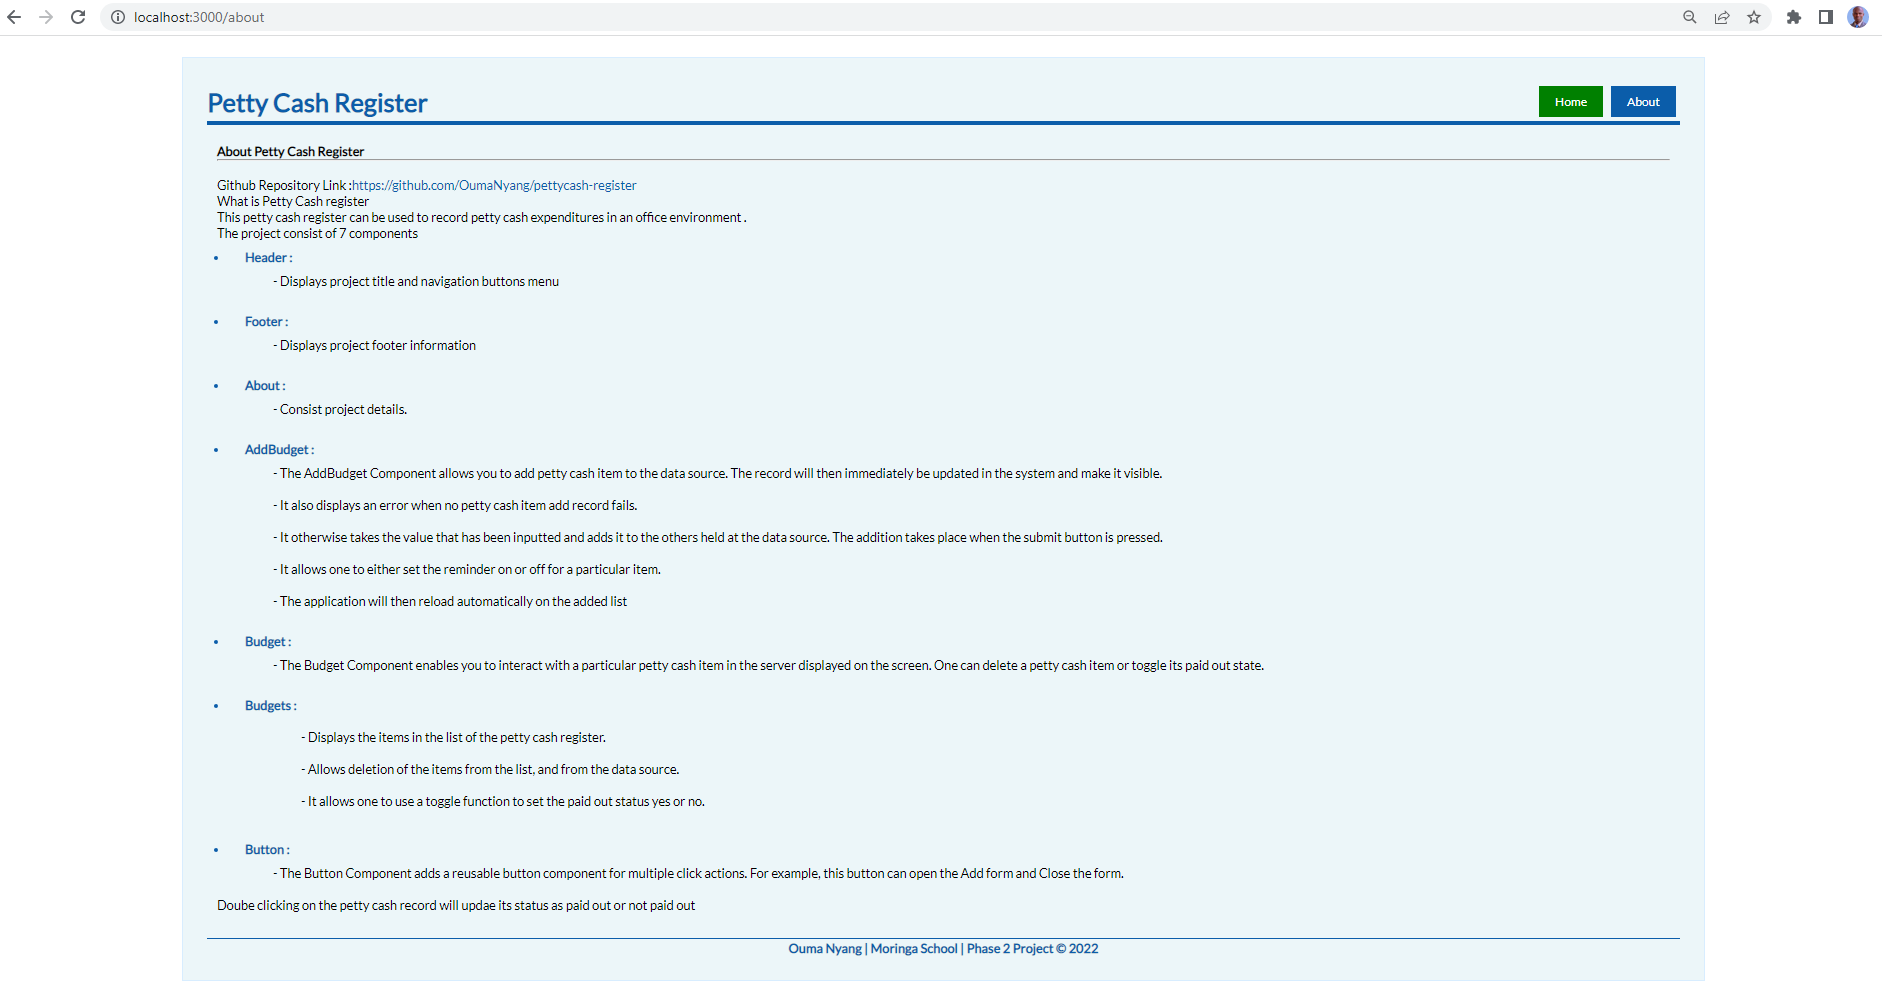 localhost:3000/about
Petty Cash Register
Home
About
About Petty Cash Register
Github Repository Link :https://github.com/OumaNyang/pettycash-register
What is Petty Cash register
This petty cash register can be used to record petty cash expenditures in an office environment .
The project consist of 7 components
• Header :
- Displays project title and navigation buttons menu
• Footer :
- Displays project footer information
• About :
- Consist project details.
• AddBudget :
- The AddBudget Component allows you to add petty cash item to the data source. The record will then immediately be updated in the system and make it visible.
- It also displays an error when no petty cash item add record fails.
- It otherwise takes the value that has been inputted and adds it to the others held at the data source. The addition takes place when the submit button is pressed.
- It allows one to either set the reminder on or off for a particular item.
- The application will then reload automatically on the added list
• Budget :
- The Budget Component enables you to interact with a particular petty cash item in the server displayed on the screen. One can delete a petty cash item or toggle its paid out state.
• Budgets :
- Displays the items in the list of the petty cash register.
- Allows deletion of the items from the list, and from the data source.
- It allows one to use a toggle function to set the paid out status yes or no.
• Button :
- The Button Component adds a reusable button component for multiple click actions. For example, this button can open the Add form and Close the form.
Doube clicking on the petty cash record will updae its status as paid out or not paid out
Ouma Nyang | Moringa School | Phase 2 Project © 2022